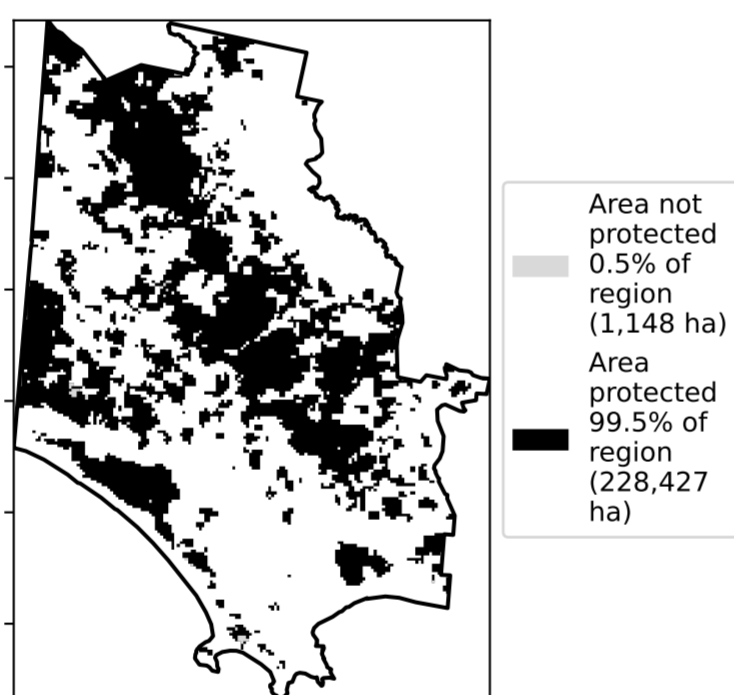 Area not
protected
0.5% of
region
(1,148 ha)
Area
protected
99.5% of
region
(228,427
ha)